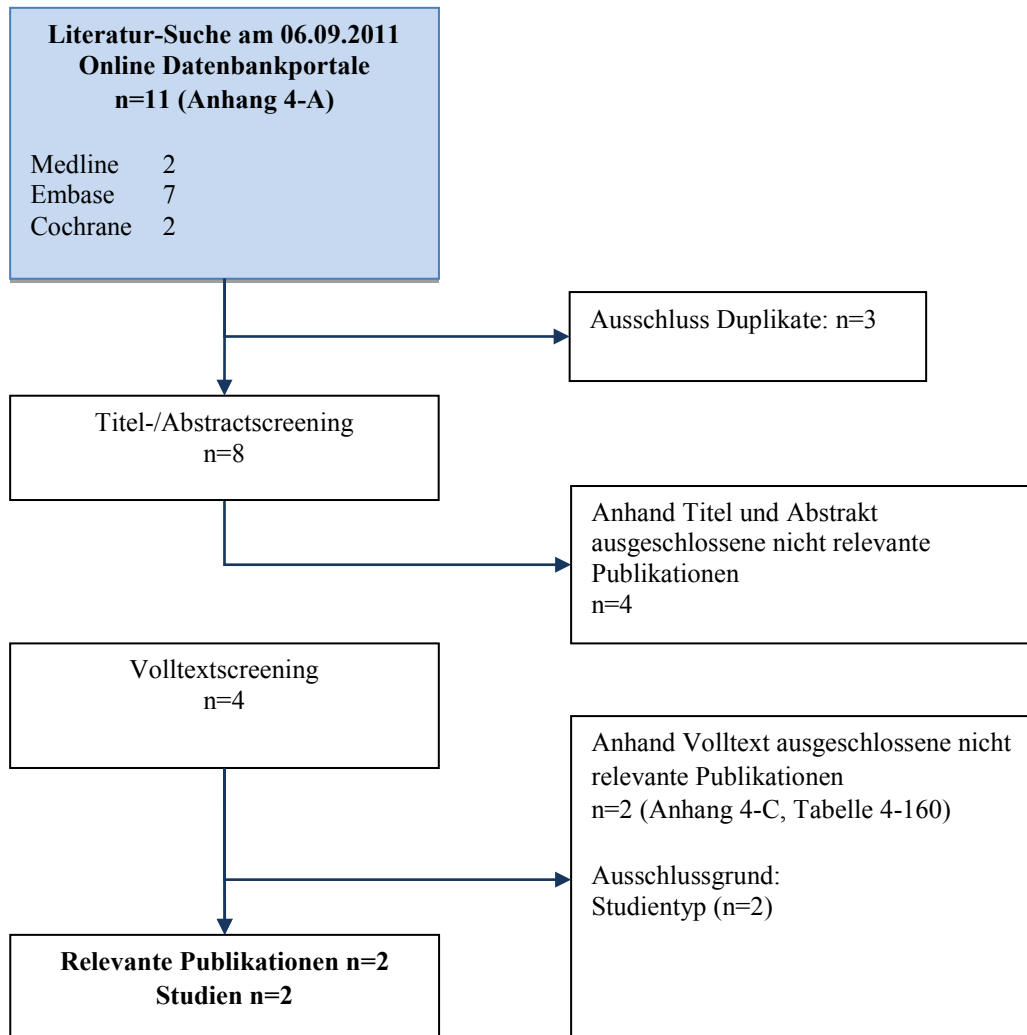 Literatur-Suche am 06.09.2011
Online Datenbankportale
n=11 (Anhang 4-A)
Medline 2
Embase 7
Cochrane 2
Ausschluss Duplikate: n=3
Titel-/Abstractscreening
n=8
Anhand Titel und Abstrakt
ausgeschlossene nicht relevante
Publikationen
n=4
Volltextscreening
n=4
Anhand Volltext ausgeschlossene nicht
relevante Publikationen
n=2 (Anhang 4-C, Tabelle 4-160)
Ausschlussgrund:
Studientyp (n=2)
Relevante Publikationen n=2
Studien n=2